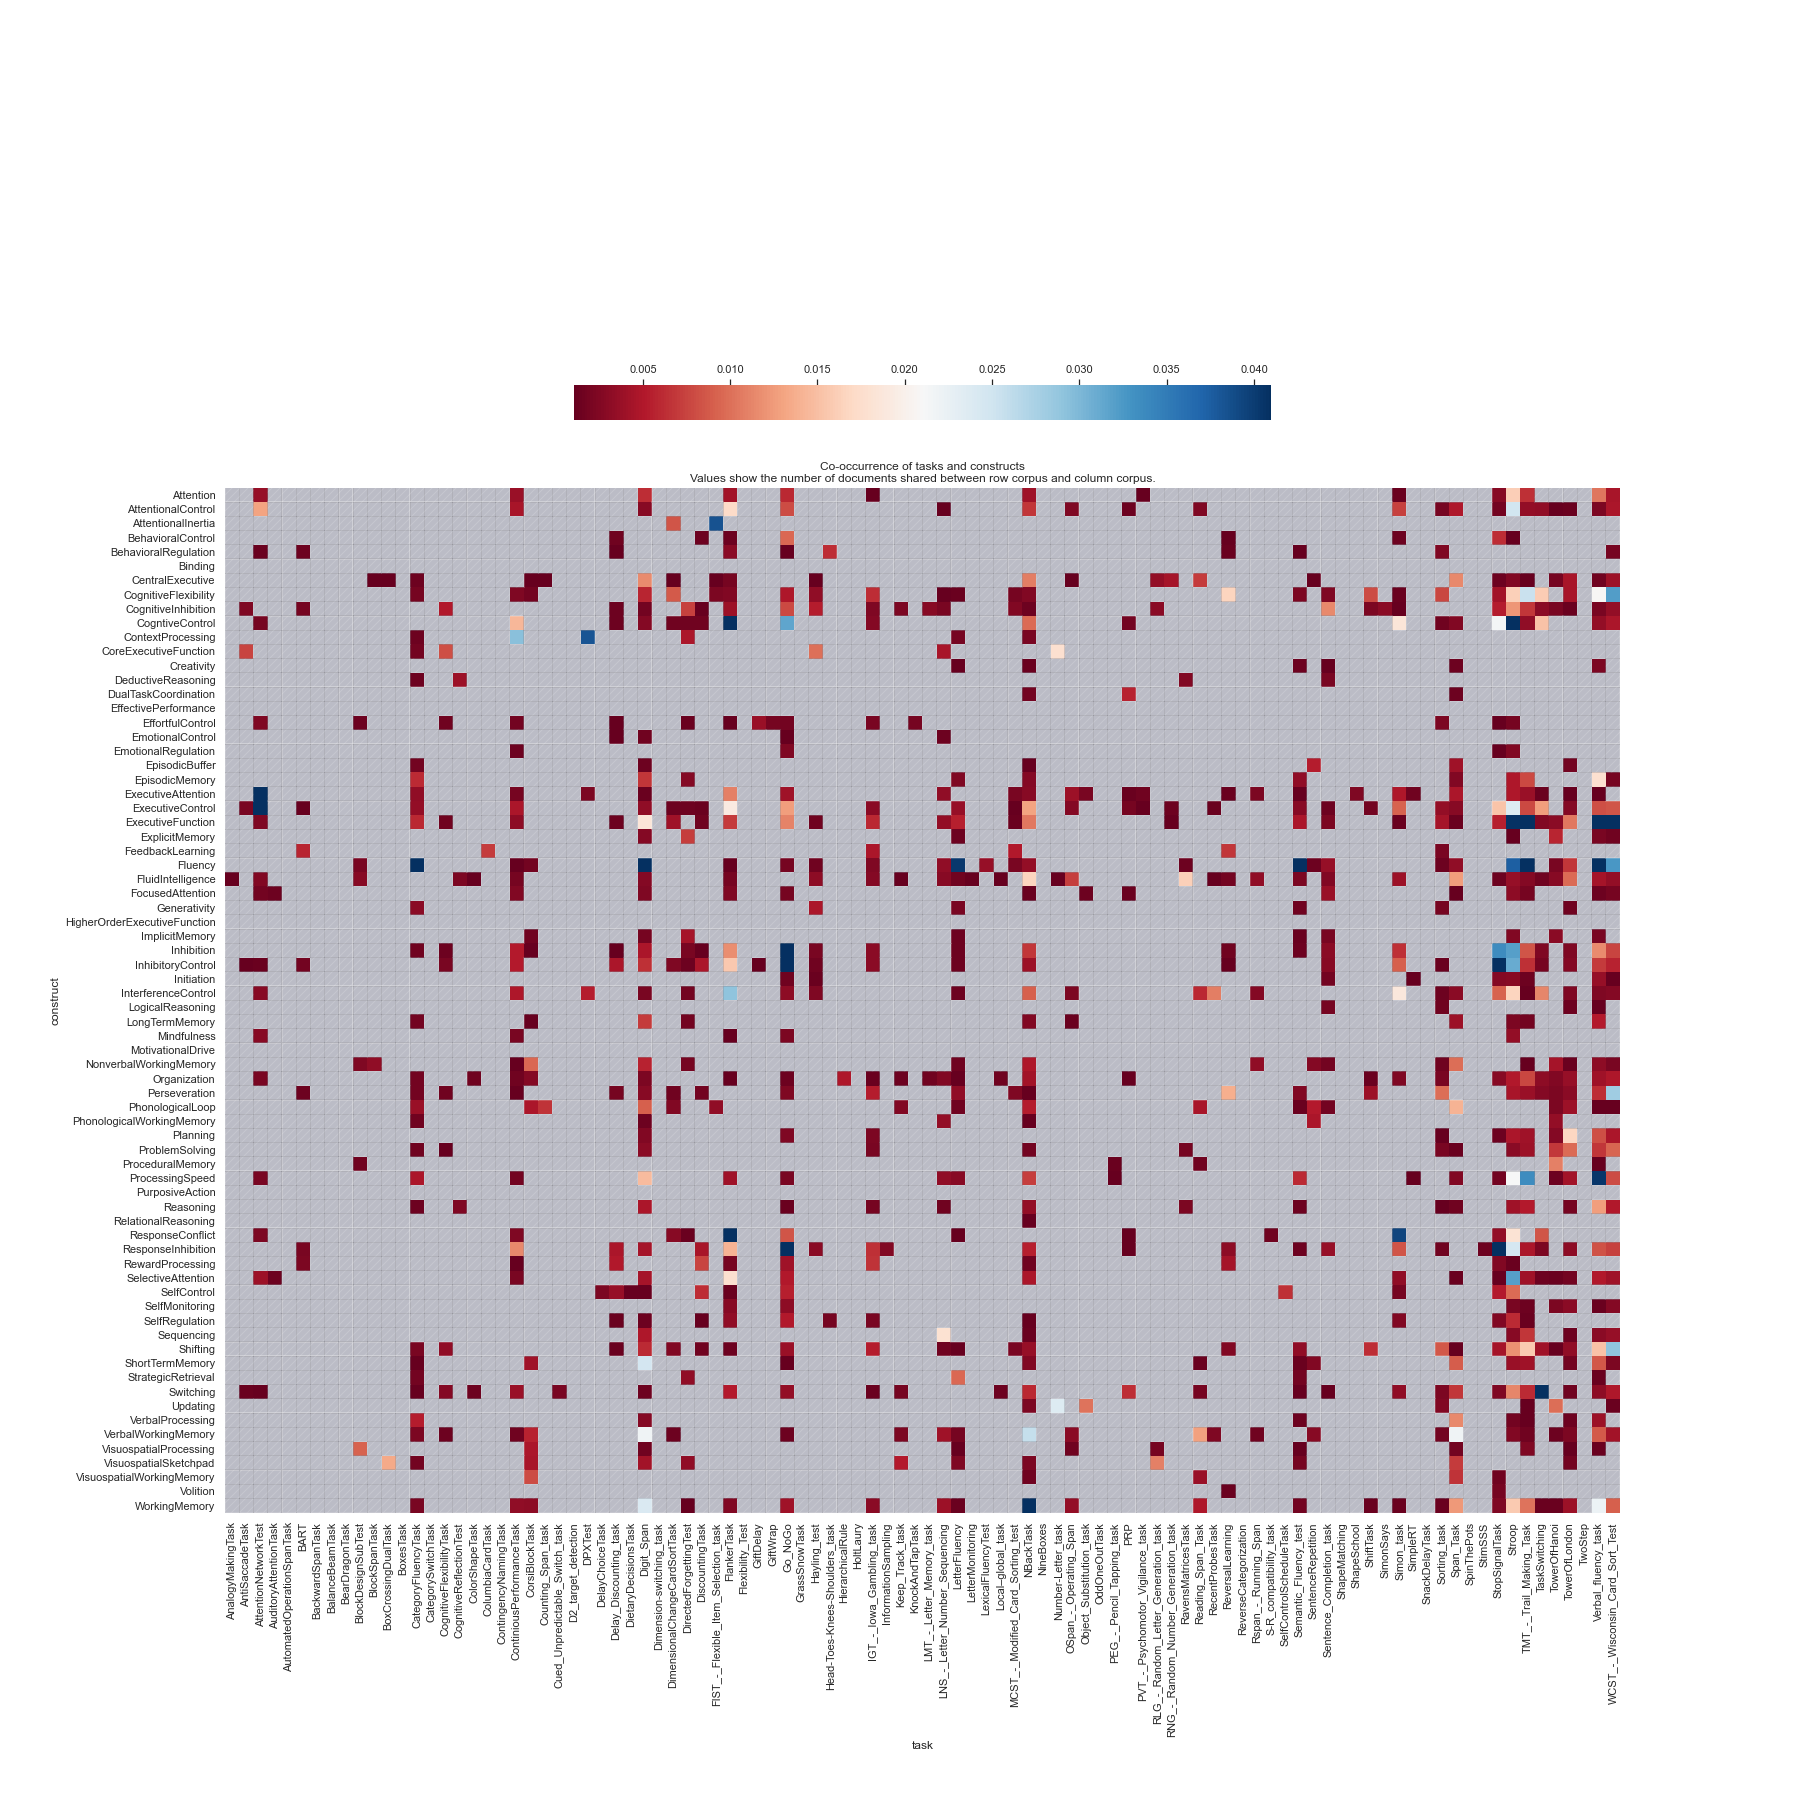 0.005 0.010 0.015 0.020 0.025 0.030 0.035 0.040
Co-occurrence of tasks and constructs
Values show the number of documents shared between row corpus and column corpus.
construct
Attention
AttentionalControl
AttentionalInertia
BehavioralControl
BehavioralRegulation
Binding
CentralExecutive
CognitiveFlexibility
CognitiveInhibition
CogntiveControl
ContextProcessing
CoreExecutiveFunction
Creativity
DeductiveReasoning
DualTaskCoordination
EffectivePerformance
EffortfulControl
EmotionalControl
EmotionalRegulation
EpisodicBuffer
EpisodicMemory
ExecutiveAttention
ExecutiveControl
ExecutiveFunction
ExplicitMemory
FeedbackLearning
Fluency
FluidIntelligence
FocusedAttention
Generativity
HigherOrderExecutiveFunction
ImplicitMemory
Inhibition
InhibitoryControl
Initiation
InterferenceControl
LogicalReasoning
LongTermMemory
Mindfulness
MotivationalDrive
NonverbalWorkingMemory
Organization
Perseveration
PhonologicalLoop
PhonologicalWorkingMemory
Planning
ProblemSolving
ProceduralMemory
ProcessingSpeed
PurposiveAction
Reasoning
RelationalReasoning
ResponseConflict
ResponseInhibition
RewardProcessing
SelectiveAttention
SelfControl
SelfMonitoring
SelfRegulation
Sequencing
Shifting
ShortTermMemory
StrategicRetrieval
Switching
Updating
VerbalProcessing
VerbalWorkingMemory
VisuospatialProcessing
VisuospatialSketchpad
VisuospatialWorkingMemory
Volition
WorkingMemory
AnalogyMakingTask
AntiSaccadeTask
AttentionNetworkTest
AuditoryAttentionTask
AutomatedOperationSpanTask
BART
BackwardSpanTask
BalanceBeamTask
BearDragonTask
BlockDesignSubTest
BlockSpanTask
BoxCrossingDualTask
BoxesTask
CategoryFluencyTask
CategorySwitchTask
CognitiveFlexibilityTask
CognitiveReflectionTest
ColorShapeTask
ColumbiaCardTask
ContingencyNamingTask
ContiniousPerformanceTask
CorsiBlockTask
Counting_Span_task
Cued_Unpredictable_Switch_task
D2_target_detection
DPXTest
DelayChoiceTask
Delay_Discounting_task
DietaryDecisionsTask
Digit_Span
Dimension-switching_task
DimensionalChangeCardSortTask
DirectedForgettingTest
DiscountingTask
FIST_-_Flexible_Item_Selection_task
FlankerTask
Flexibility_Test
GiftDelay
GiftWrap
Go_NoGo
GrassSnowTask
Hayling_test
Head-Toes-Knees-Shoulders_task
HierarchicalRule
HoltLaury
IGT_-_Iowa_Gambling_task
InformationSampling
Keep_Track_task
KnockAndTapTask
LMT_-_Letter_Memory_task
LNS_-_Letter_Number_Sequencing
LetterFluency
LetterMonitoring
LexicalFluencyTest
Local–global_task
MCST_-_Modified_Card_Sorting_test
NBackTask
NineBoxes
Number-Letter_task
OSpan_-_Operating_Span
Object_Substitution_task
OddOneOutTask
PEG_-_Pencil_Tapping_task
PRP
PVT_-_Psychomotor_Vigilance_task
RLG_-_Random_Letter_Generation_task
RNG_-_Random_Number_Generation_task
RavensMatricesTask
Reading_Span_Task
RecentProbesTask
ReversalLearning
ReverseCategorization
Rspan_-_Running_Span
S-R_compatibility_task
SelfControlScheduleTask
Semantic_Fluency_test
SentenceRepetition
Sentence_Completion_task
ShapeMatching
ShapeSchool
ShiftTask
SimonSays
Simon_task
SimpleRT
SnackDelayTask
Sorting_task
Span_Task
SpinThePots
StimSSS
StopSignalTask
Stroop
TMT_-_Trail_Making_Task
TaskSwitching
TowerOfHanoi
TowerOfLondon
TwoStep
Verbal_fluency_task
WCST_-_Wisconsin_Card_Sort_Test
task